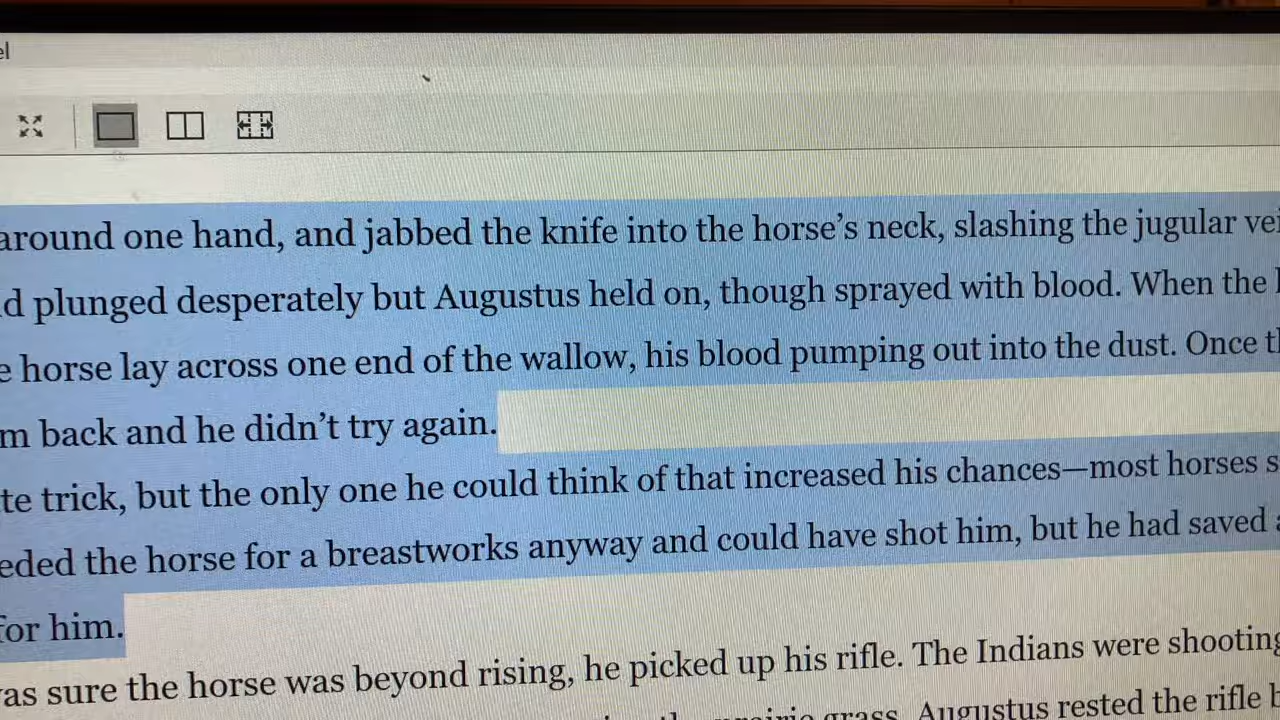 el
around one hand, and jabbed the knife into the horse’s neck, slashing the jugular
d plunged desperately but Augustus held on, though sprayed with blood. When the
e horse lay across one end of the wallow, his blood pumping out into the dust. Once
m back and he didn’t try again.
te trick, but the only one he could think of that increased his chances—most horses
eded the horse for a breastworks anyway and could have shot him, but he had saved
for him.
was sure the horse was beyond rising, he picked up his rifle. The Indians were shooting
prairie grass. Augustus rested the rifle